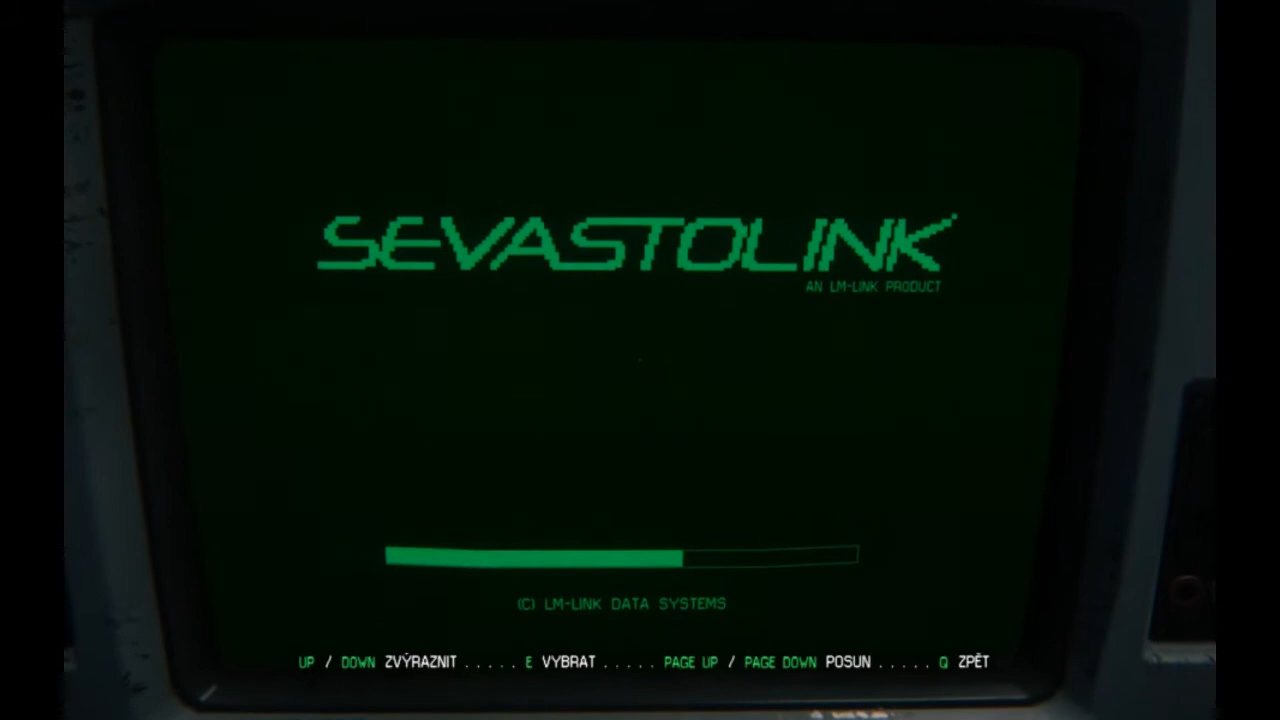 SEVASTOLINK
AN LM-LINK PRODUCT
(C) LM-LINK DATA SYSTEMS
UP / DOWN ZVÝRAZNIT ..... E VYBRAT ..... PAGE UP / PAGE DOWN POSUN ..... Q ZPĚT